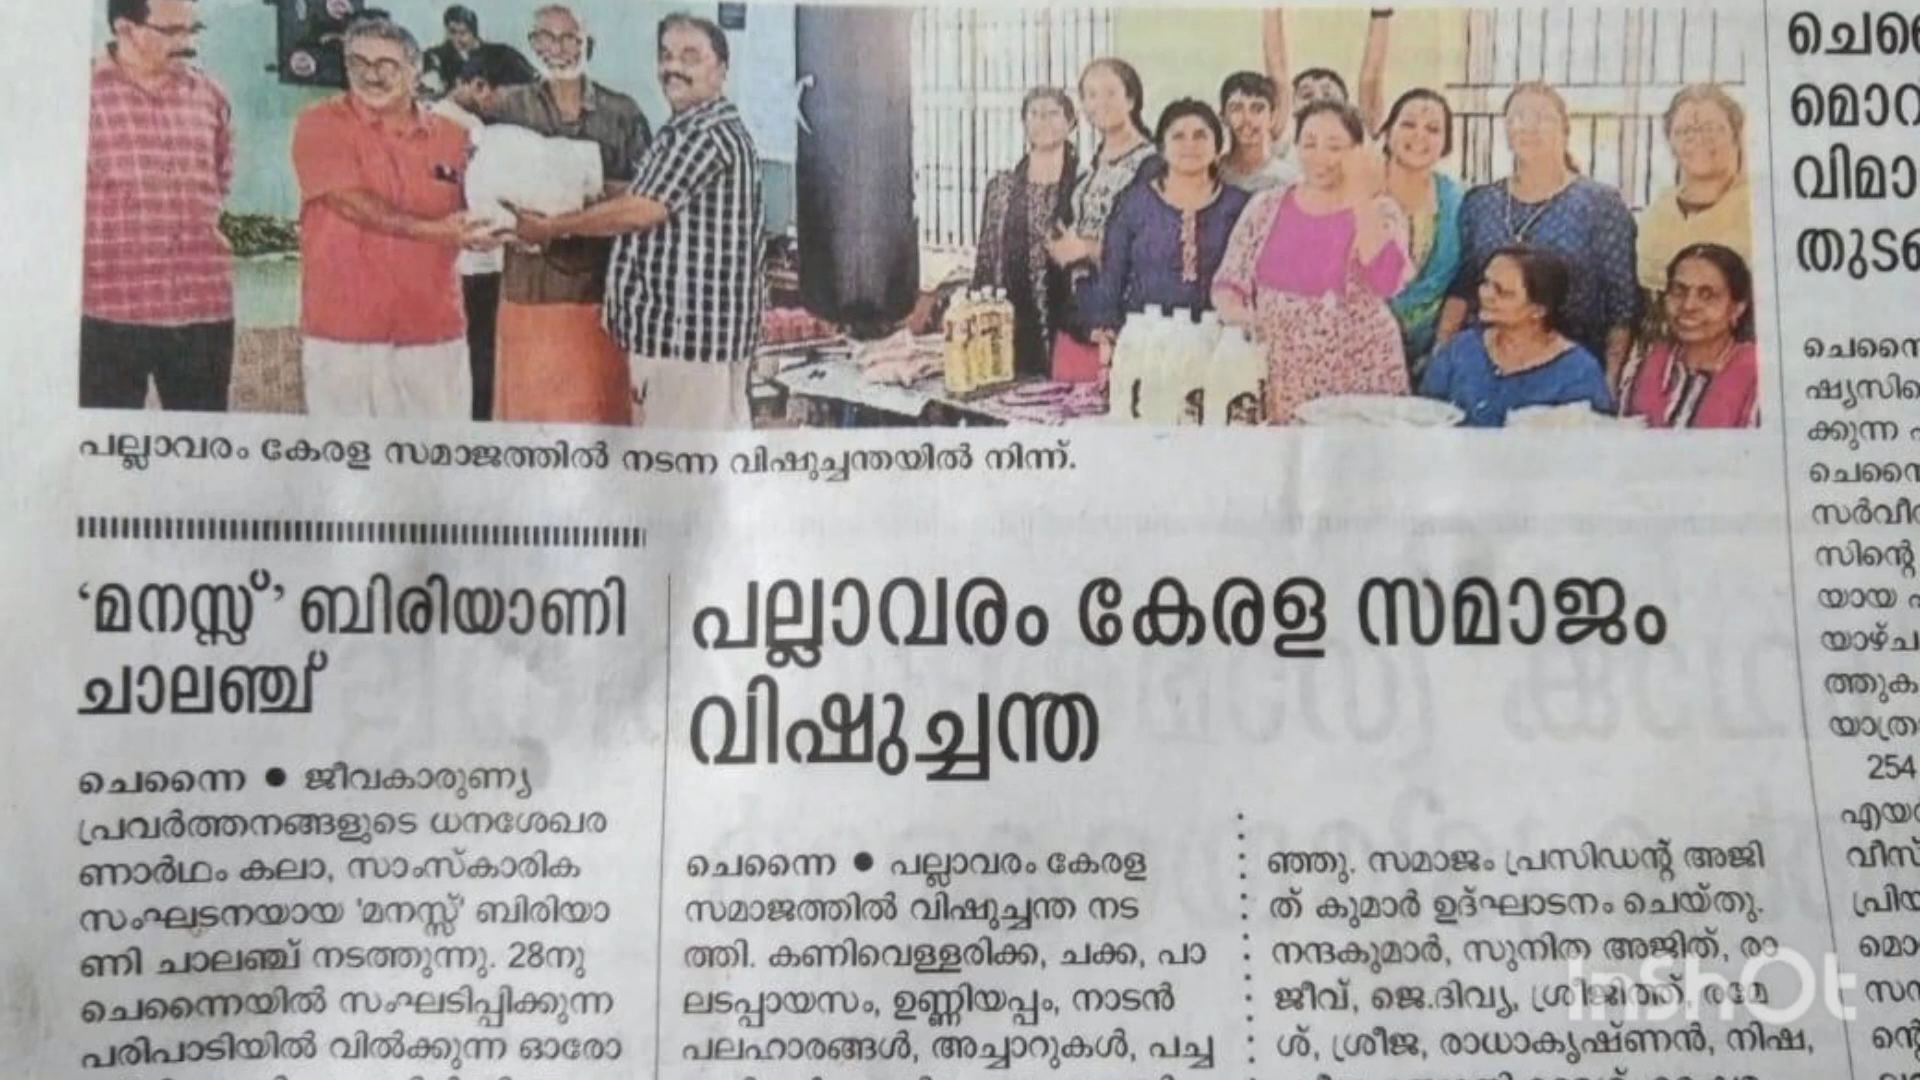 പല്ലാവരം കേരള സമാജത്തിൽ നടന്ന വിഷുച്ചന്തയിൽ നിന്ന്.
‘മനസ്സ്’ ബിരിയാണി
ചാലഞ്ച്
ചെന്നൈ ● ജീവകാരുണ്യ
പ്രവർത്തനങ്ങളുടെ ധനശേഖര
ണാർഥം കലാ, സാംസ്കാരിക
സംഘടനയായ 'മനസ്സ്' ബിരിയാ
ണി ചാലഞ്ച് നടത്തുന്നു. 28നു
ചെന്നൈയിൽ സംഘടിപ്പിക്കുന്ന
പരിപാടിയിൽ വിൽക്കുന്ന ഓരോ
പല്ലാവരം കേരള സമാജം
വിഷുച്ചന്ത
ചെന്നൈ ● പല്ലാവരം കേരള
സമാജത്തിൽ വിഷുച്ചന്ത നട
ത്തി. കണിവെള്ളരിക്ക, ചക്ക, പാ
ലടപ്പായസം, ഉണ്ണിയപ്പം, നാടൻ
പലഹാരങ്ങൾ, അച്ചാറുകൾ, പച്ച
ഞ്ഞു. സമാജം പ്രസിഡന്റ് അജി
ത് കുമാർ ഉദ്ഘാടനം ചെയ്തു.
നന്ദകുമാർ, സുനിത അജിത്, രാ
ജീവ്, ജെ.ദിവ്യ, ശ്രീജിത്ത്, രമേ
ശ്, ശ്രീജ, രാധാകൃഷ്ണൻ, നിഷ,
വിമാ
ചെന്നൈ
ക്കുന്ന
ചെന്നൈ
സിന്റെ
യായ
യാഴ്ച
ത്തുക
യാത്ര
254
എയ
വീസ്
InShOt